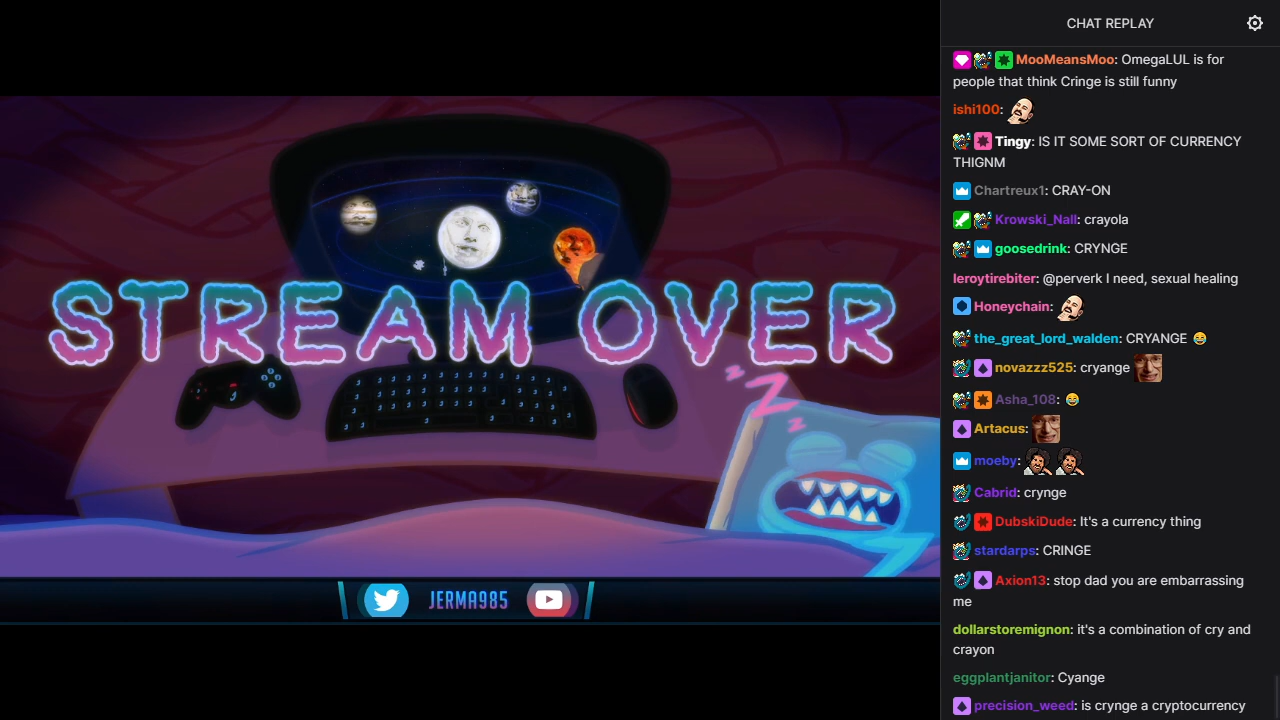 CHAT REPLAY
MooMeansMoo: OmegaLUL is for
people that think Cringe is still funny
ishi100:
Tingy: IS IT SOME SORT OF CURRENCY
THIGNM
Chartreux1: CRAY-ON
Krowski_Nall: crayola
goosedrink: CRYNGE
leroytirebiter: @perverk I need, sexual healing
Honeychain:
the_great_lord_walden: CRYANGE 😂
novazzz525: cryange
Asha_108: 😂
Artacus:
moeby:
Cabrid: crynge
DubskiDude: It's a currency thing
stardarps: CRINGE
Axion13: stop dad you are embarrassing
me
dollarstoremignon: it's a combination of cry and
crayon
eggplantjanitor: Cyange
precision_weed: is crynge a cryptocurrency
STREAM OVER
z
Z
z
JERMA985